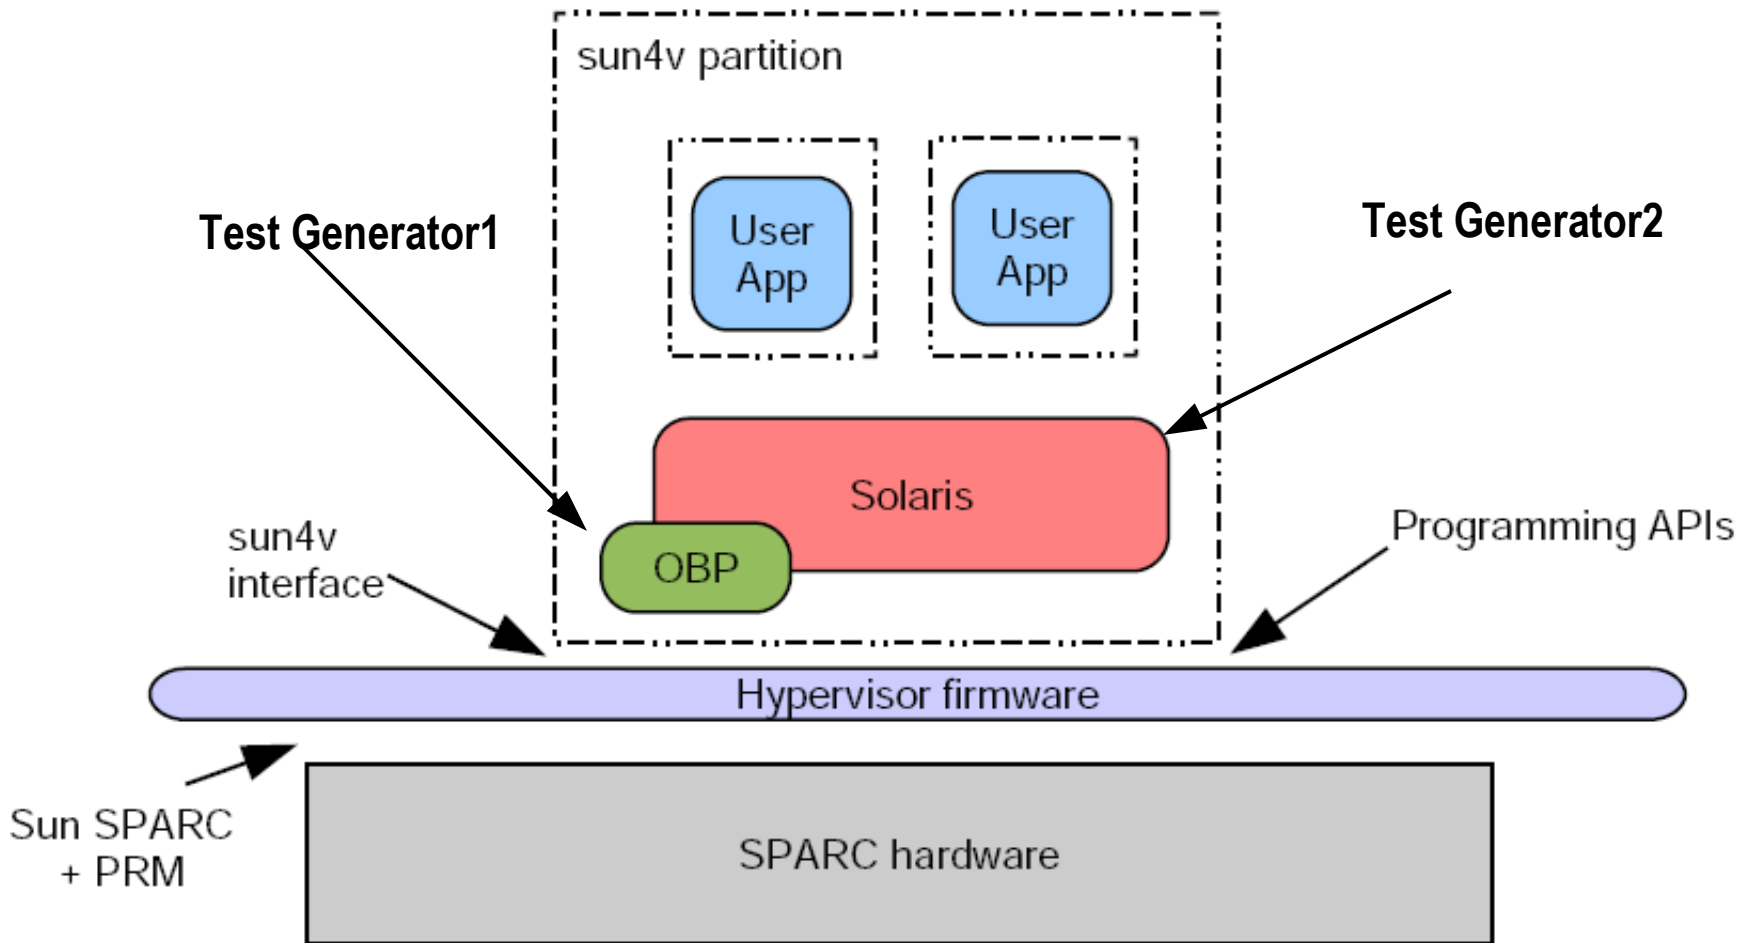 sun4v partition
Test Generator1
User
App
User
App
Test Generator2
Solaris
OBP
sun4v
interface
Programming APIs
Hypervisor firmware
Sun SPARC
+ PRM
SPARC hardware